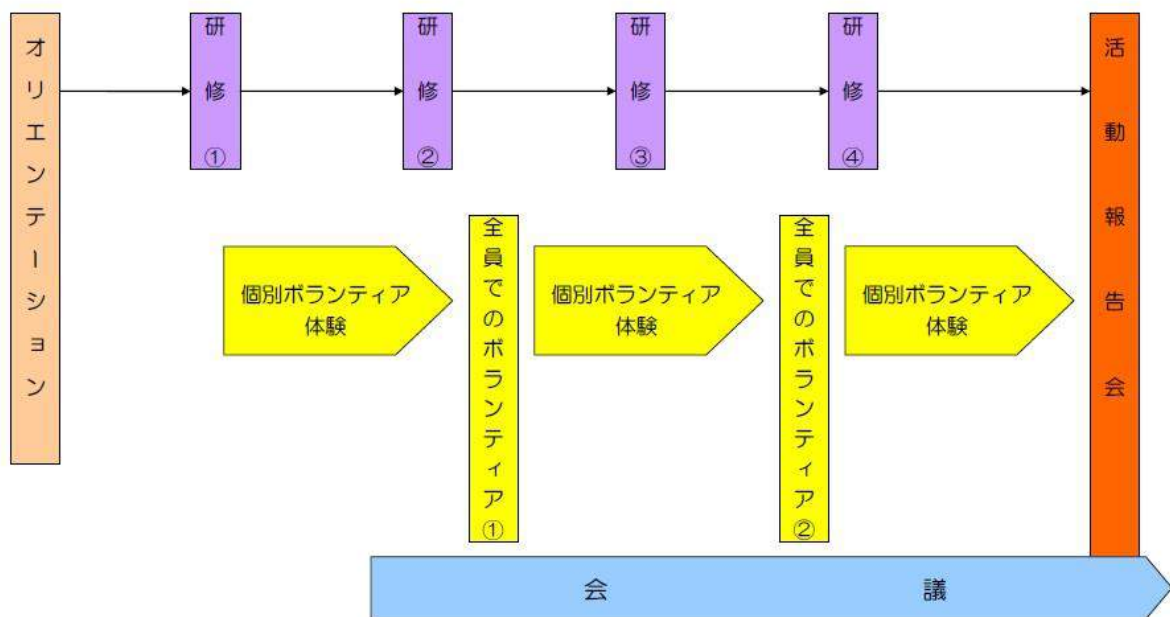 オリエンテーション
研修①
研修②
研修③
研修④
活動報告会
個別ボランティア
体験
全員でのボランティア①
個別ボランティア
体験
全員でのボランティア②
個別ボランティア
体験
会議